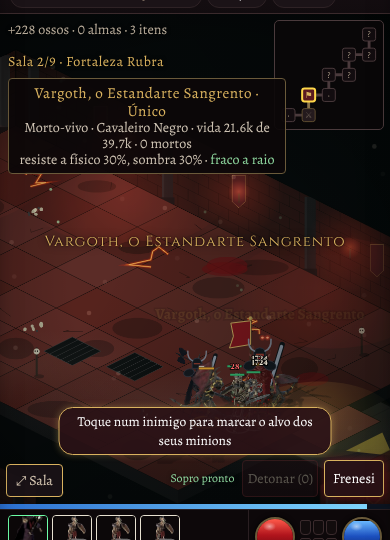 +228 ossos · 0 almas · 3 itens
Sala 2/9 · Fortaleza Rubra
Vargoth, o Estandarte Sangrento ·
Único
Morto-vivo · Cavaleiro Negro · vida 21.6k de
39.7k · 0 mortos
resiste a físico 30%, sombra 30% · fraco a raio
? 
? ?
? ?
?
Vargoth, o Estandarte Sangrento
Vargoth, o Estandarte Sangrento
-28
1724
Toque num inimigo para marcar o alvo dos
seus minions
Sala
Sopro pronto
Detonar (0)
Frenesi